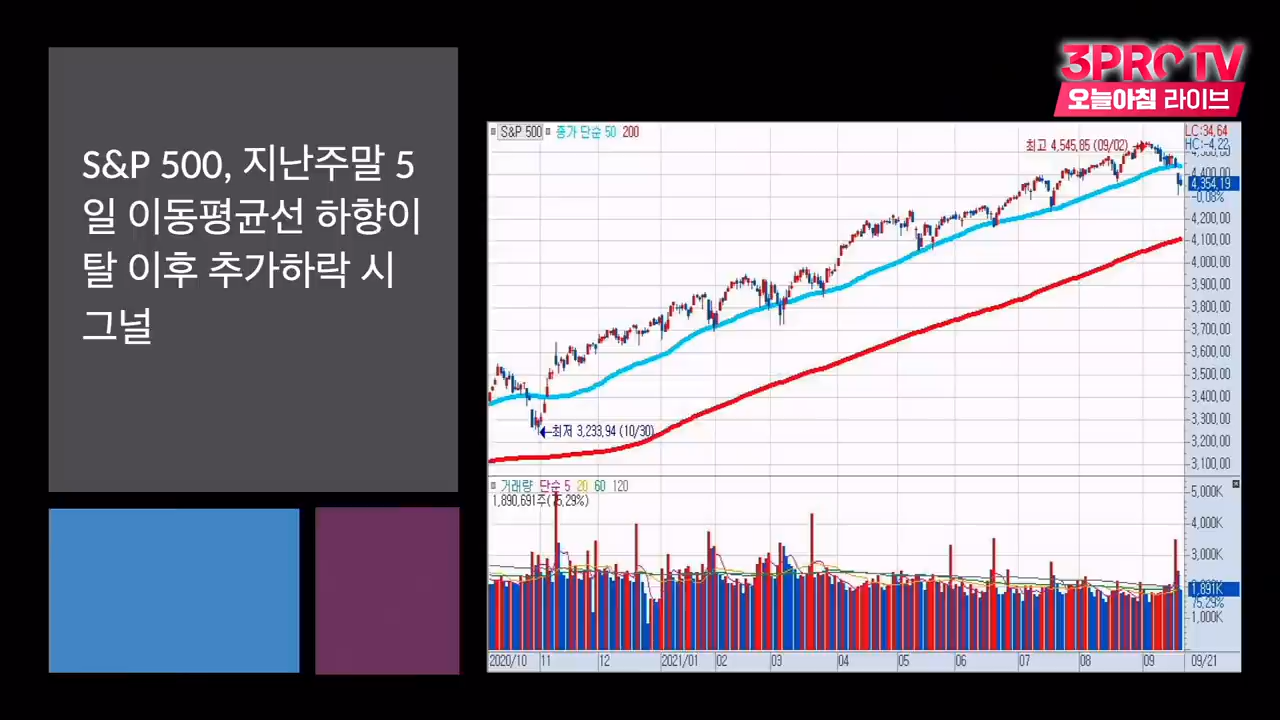 3PRO TV
오늘아침 라이브
S&P 500, 지난주말 5
일 이동평균선 하향이
탈 이후 추가하락 시
그널
S&P 500 종가 단순 50 200
최고 4,545,85 (09/02)
LC:34,64
HC:-4,22
4,500,00
4,400,00
4,354,19
-0,08%
4,200,00
4,100,00
4,000,00
3,900,00
3,800,00
3,700,00
3,600,00
3,500,00
3,400,00
3,300,00
3,200,00
3,100,00
최저 3,233,94 (10/30)
거래량 단순 5 20 60 120
1,890,691주(75,29%)
5,000K
4,000K
3,000K
1,891K
75,29%
1,000K
2020/10 11 12 2021/01 02 03 04 05 06 07 08 09 09/21